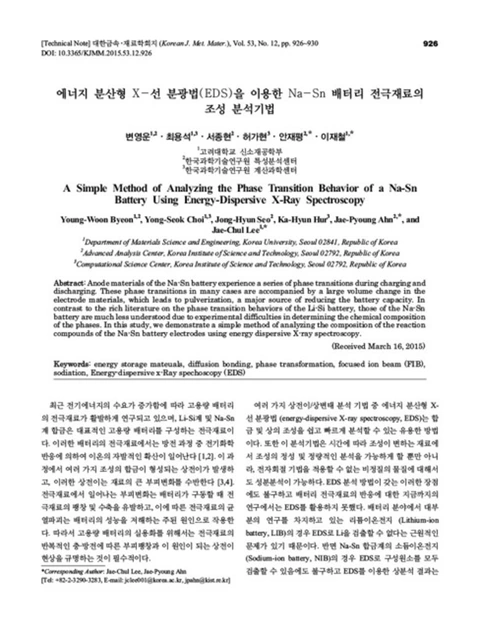 [Technical Note] 대한금속·재료학회지 (Korean J. Met. Mater.), Vol. 53, No. 12, pp. 926~930
DOI: 10.3365/KJMM.2015.53.12.926
926
에너지 분산형 X-선 분광법(EDS)을 이용한 Na-Sn 배터리 전극재료의
조성 분석기법
변영운1,2 · 최용석1,3 · 서종현2 · 허가현3 · 안재평2,* · 이재철1,*
1고려대학교 신소재공학부
2한국과학기술연구원 특성분석센터
3한국과학기술연구원 계산과학센터
A Simple Method of Analyzing the Phase Transition Behavior of a Na-Sn
Battery Using Energy-Dispersive X-Ray Spectroscopy
Young-Woon Byeon1,2, Yong-Seok Choi1,3, Jong-Hyun Seo2, Ka-Hyun Hur3, Jae-Pyoung Ahn2,*, and
Jae-Chul Lee1,*
1Department of Materials Science and Engineering, Korea University, Seoul 02841, Republic of Korea
2Advanced Analysis Center, Korea Institute of Science and Technology, Seoul 02792, Republic of Korea
3Computational Science Center, Korea Institute of Science and Technology, Seoul 02792, Republic of Korea
Abstract: Anode materials of the Na-Sn battery experience a series of phase transitions during charging and
discharging. These phase transitions in many cases are accompanied by a large volume change in the
electrode materials, which leads to pulverization, a major source of reducing the battery capacity. In
contrast to the rich literature on the phase transition behaviors of the Li-Si battery, those of the Na-Sn
battery are much less understood due to experimental difficulties in determining the chemical composition
of the phases. In this study, we demonstrate a simple method of analyzing the composition of the reaction
compounds of the Na-Sn battery electrodes using energy dispersive X-ray spectroscopy.
(Received March 16, 2015)
Keywords: energy storage mateuals, diffusion bonding, phase transformation, focused ion beam (FIB),
sodiation, Energy-dispersive x-Ray spechoscopy (EDS)
최근 전기에너지의 수요가 증가함에 따라 고용량 배터리
의 전극재료가 활발하게 연구되고 있으며, Li-Si계 및 Na-Sn
계 합금은 대표적인 고용량 배터리를 구성하는 전극재료이
다. 이러한 배터리의 전극재료에서는 방전 과정 중 전기화학
반응에 의하여 이온의 자발적인 확산이 일어난다 [1,2]. 이 과
정에서 여러 가지 조성의 합금이 형성되는 상전이가 발생하
고, 이러한 상전이는 재료의 큰 부피변화를 수반한다 [3,4].
전극재료에서 일어나는 부피변화는 배터리가 구동할 때 전
극재료의 팽창 및 수축을 유발하고, 이에 따른 전극재료의 균
열파괴는 배터리의 성능을 저해하는 주된 원인으로 작용한
다. 따라서 고용량 배터리의 실용화를 위해서는 전극재료의
반복적인 충·방전에 따른 부피팽창과 이 원인이 되는 상전이
현상을 규명하는 것이 필수적이다.
*Corresponding Author: Jae-Chul Lee, Jae-Pyoung Ahn
[Tel: +82-2-3290-3283, E-mail: jclee001@korea.ac.kr, jpahn@kist.re.kr]
여러 가지 상전이/상변태 분석 기법 중 에너지 분산형 X-
선 분광법 (energy-dispersive X-ray spectroscopy, EDS)는 합
금 및 상의 조성을 쉽고 빠르게 분석할 수 있는 유용한 방법
이다. 또한 이 분석기법은 시간에 따라 조성이 변하는 재료에
서 조성의 정성 및 정량적인 분석을 가능하게 할 뿐만 아니
라, 전자회절 기법을 적용할 수 없는 비정질의 물질에 대해서
도 성분분석이 가능하다. EDS 분석 방법이 갖는 이러한 장점
에도 불구하고 배터리 전극재료의 반응에 대한 지금까지의
연구에서는 EDS를 활용하지 못했다. 배터리 분야에서 대부
분의 연구를 차지하고 있는 리튬이온전지 (Lithium-ion
battery, LIB)의 경우 EDS로 Li을 검출할 수 없다는 근원적인
문제가 있기 때문이다. 반면 Na-Sn 합금계의 소듐이온전지
(Sodium-ion battery, NIB)의 경우 EDS로 구성원소를 모두
검출할 수 있음에도 불구하고 EDS를 이용한 상분석 결과는